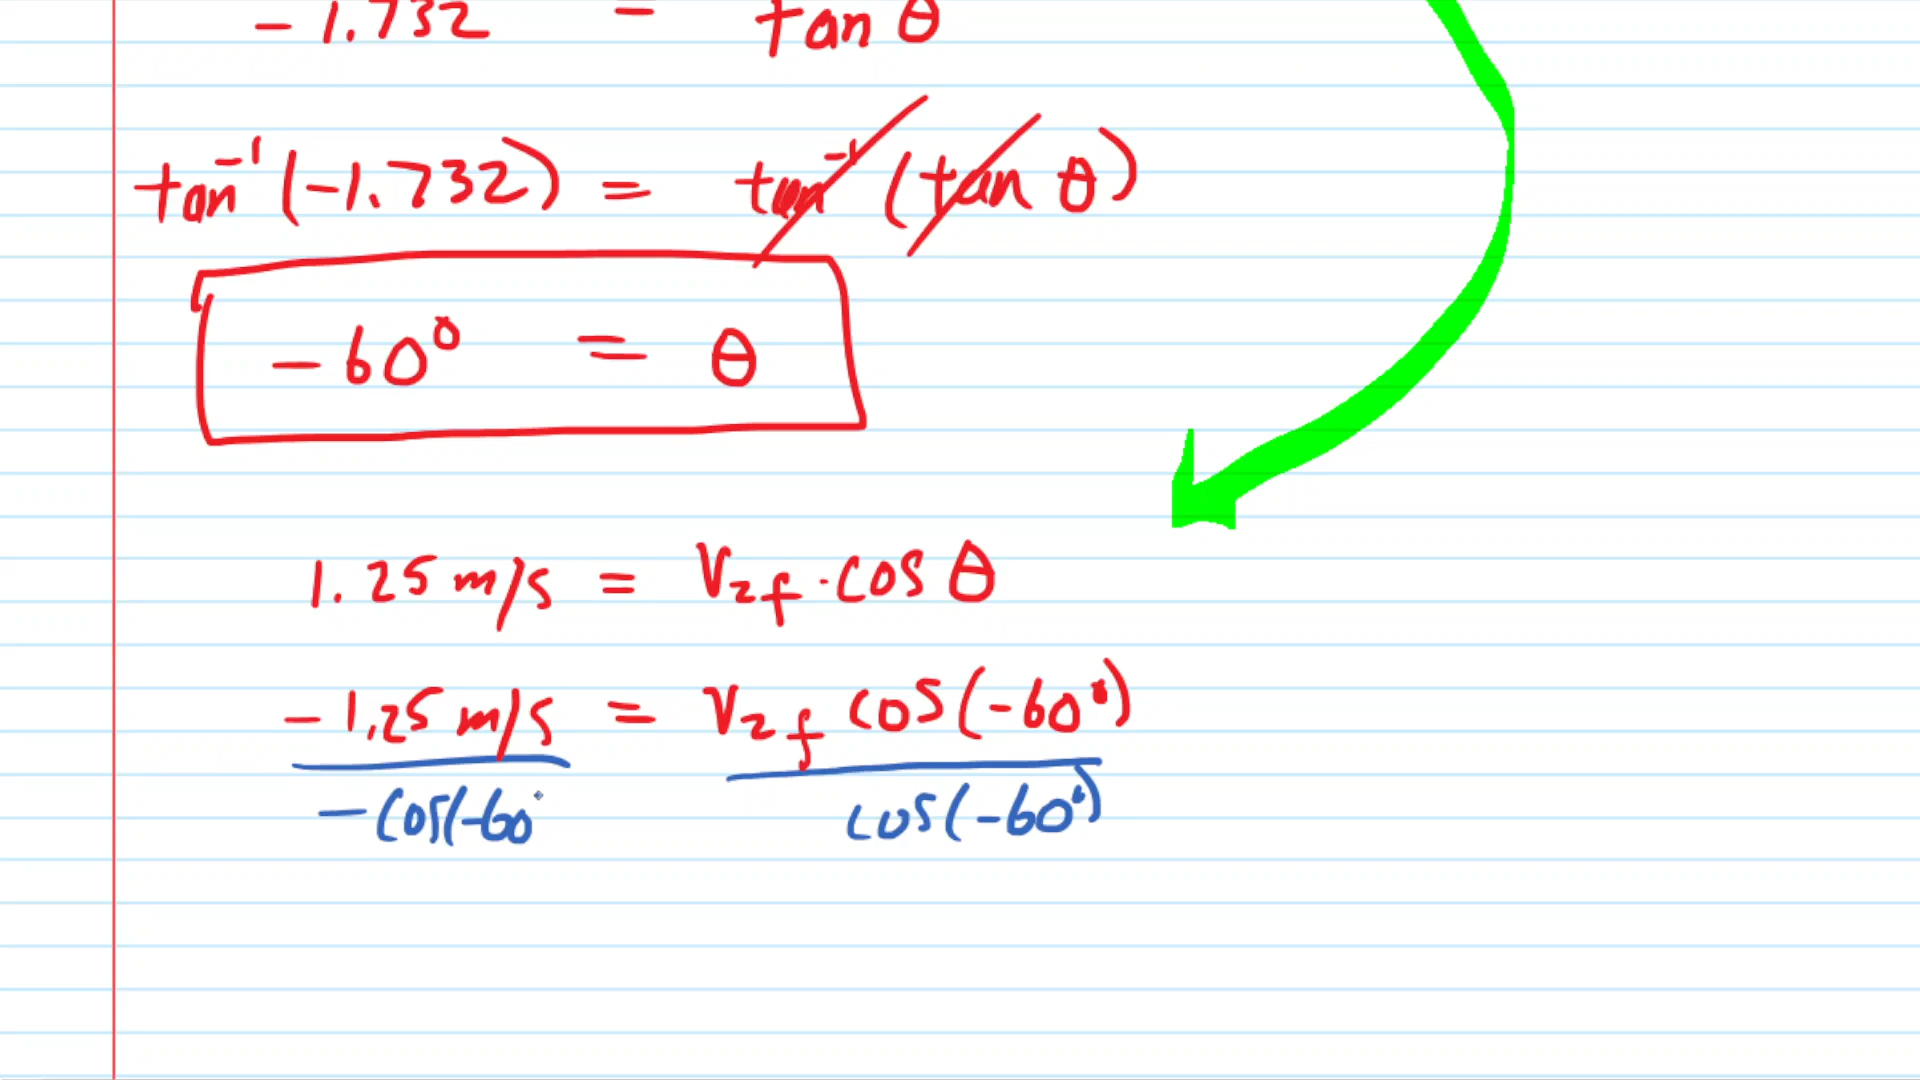 -1.732 = tan θ
tan⁻¹(-1.732) = tan⁻¹(tan θ)
-60° = θ
1.25 m/s = V₂f · cos θ
-1.25 m/s = V₂f cos(-60°)
-cos(-60° cos(-60°)